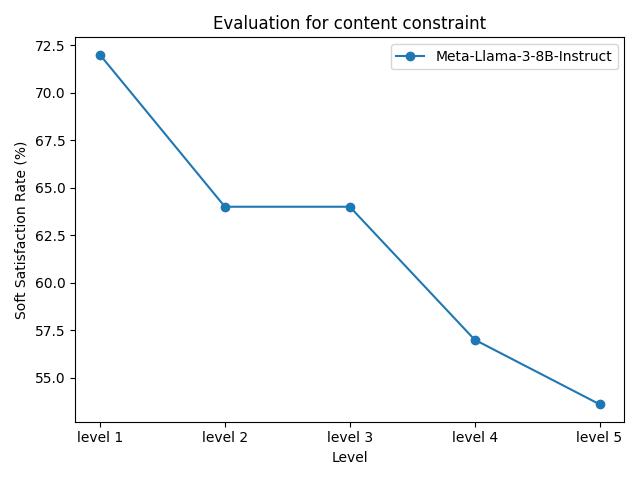 Evaluation for content constraint
Meta-Llama-3-8B-Instruct
Soft Satisfaction Rate (%)
72.5
70.0
67.5
65.0
62.5
60.0
57.5
55.0
level 1 level 2 level 3 level 4 level 5
Level